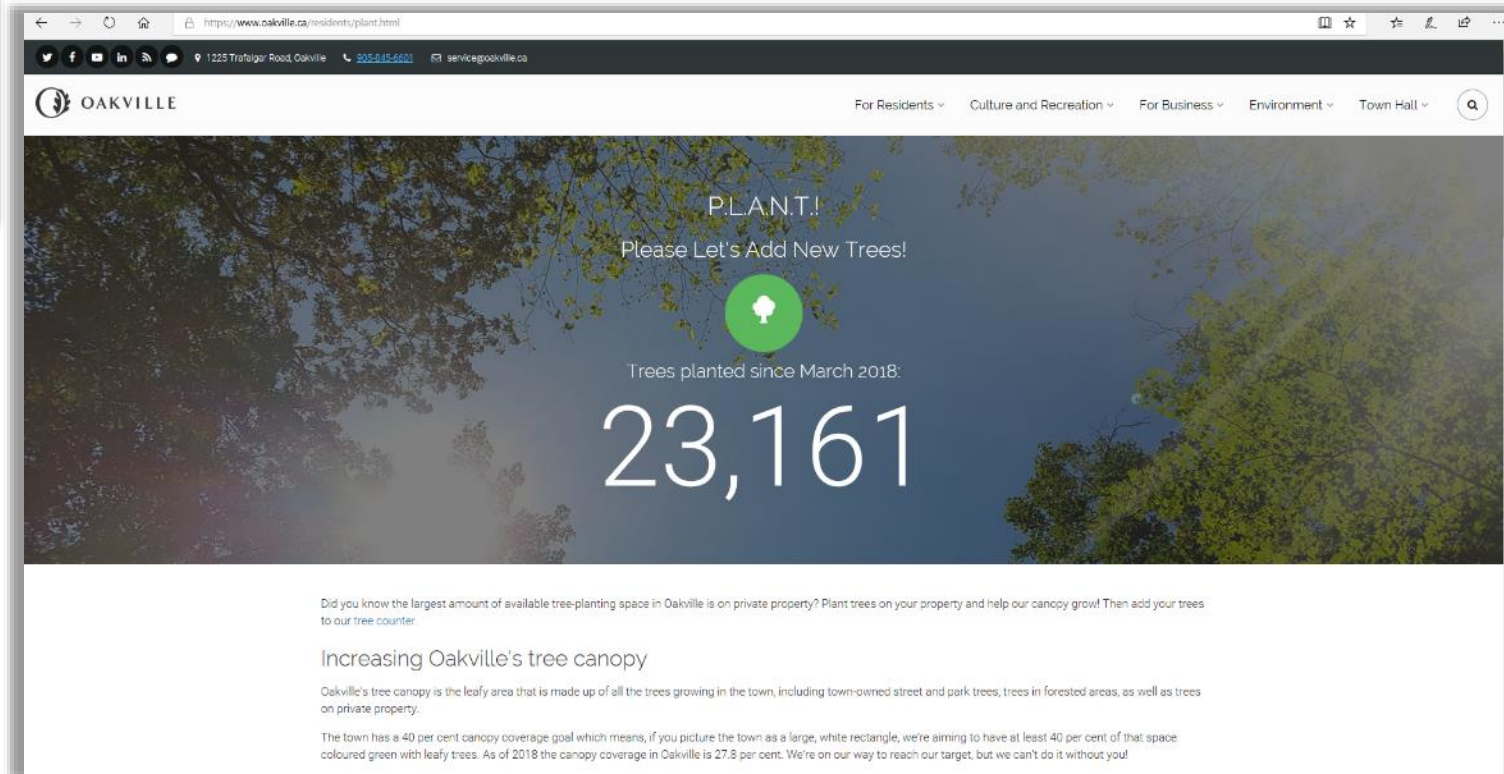 https://www.oakville.ca/residents/plant.html
1225 Trafalgar Road, Oakville 905-845-6601 service@oakville.ca
OAKVILLE
For Residents Culture and Recreation For Business Environment Town Hall
P.L.A.N.T.!
Please Let's Add New Trees!
Trees planted since March 2018:
23,161
Did you know the largest amount of available tree-planting space in Oakville is on private property? Plant trees on your property and help our canopy grow! Then add your trees
to our tree counter.
Increasing Oakville's tree canopy
Oakville's tree canopy is the leafy area that is made up of all the trees growing in the town, including town-owned street and park trees, trees in forested areas, as well as trees
on private property.
The town has a 40 per cent canopy coverage goal which means, if you picture the town as a large, white rectangle, we're aiming to have at least 40 per cent of that space
coloured green with leafy trees. As of 2018 the canopy coverage in Oakville is 27.8 per cent. We're on our way to reach our target, but we can't do it without you!